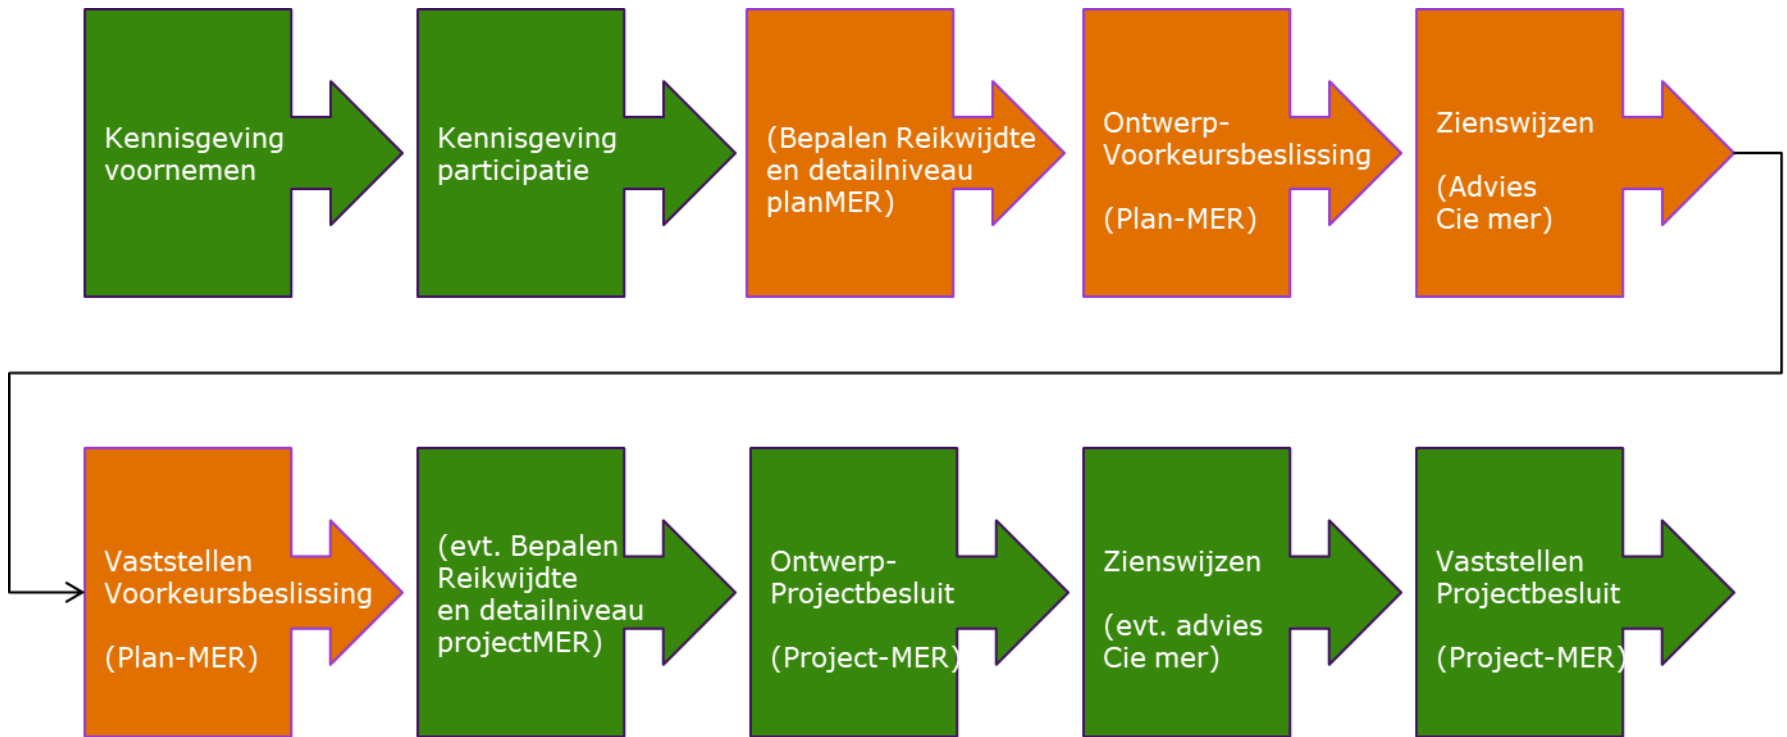 Kennisgeving
voornemen
Kennisgeving
participatie
(Bepalen Reikwijdte
en detailniveau
planMER)
Ontwerp-
Voorkeursbeslissing
(Plan-MER)
Zienswijzen
(Advies
Cie mer)
Vaststellen
Voorkeursbeslissing
(Plan-MER)
(evt. Bepalen
Reikwijdte
en detailniveau
projectMER)
Ontwerp-
Projectbesluit
(Project-MER)
Zienswijzen
(evt. advies
Cie mer)
Vaststellen
Projectbesluit
(Project-MER)